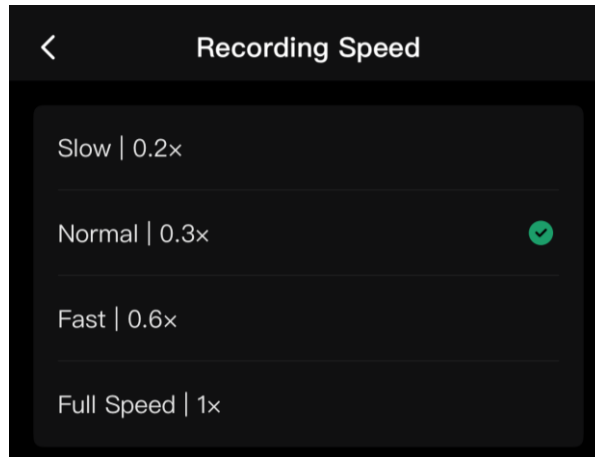 Recording Speed
Slow | 0.2×
Normal | 0.3×
Fast | 0.6×
Full Speed | 1×